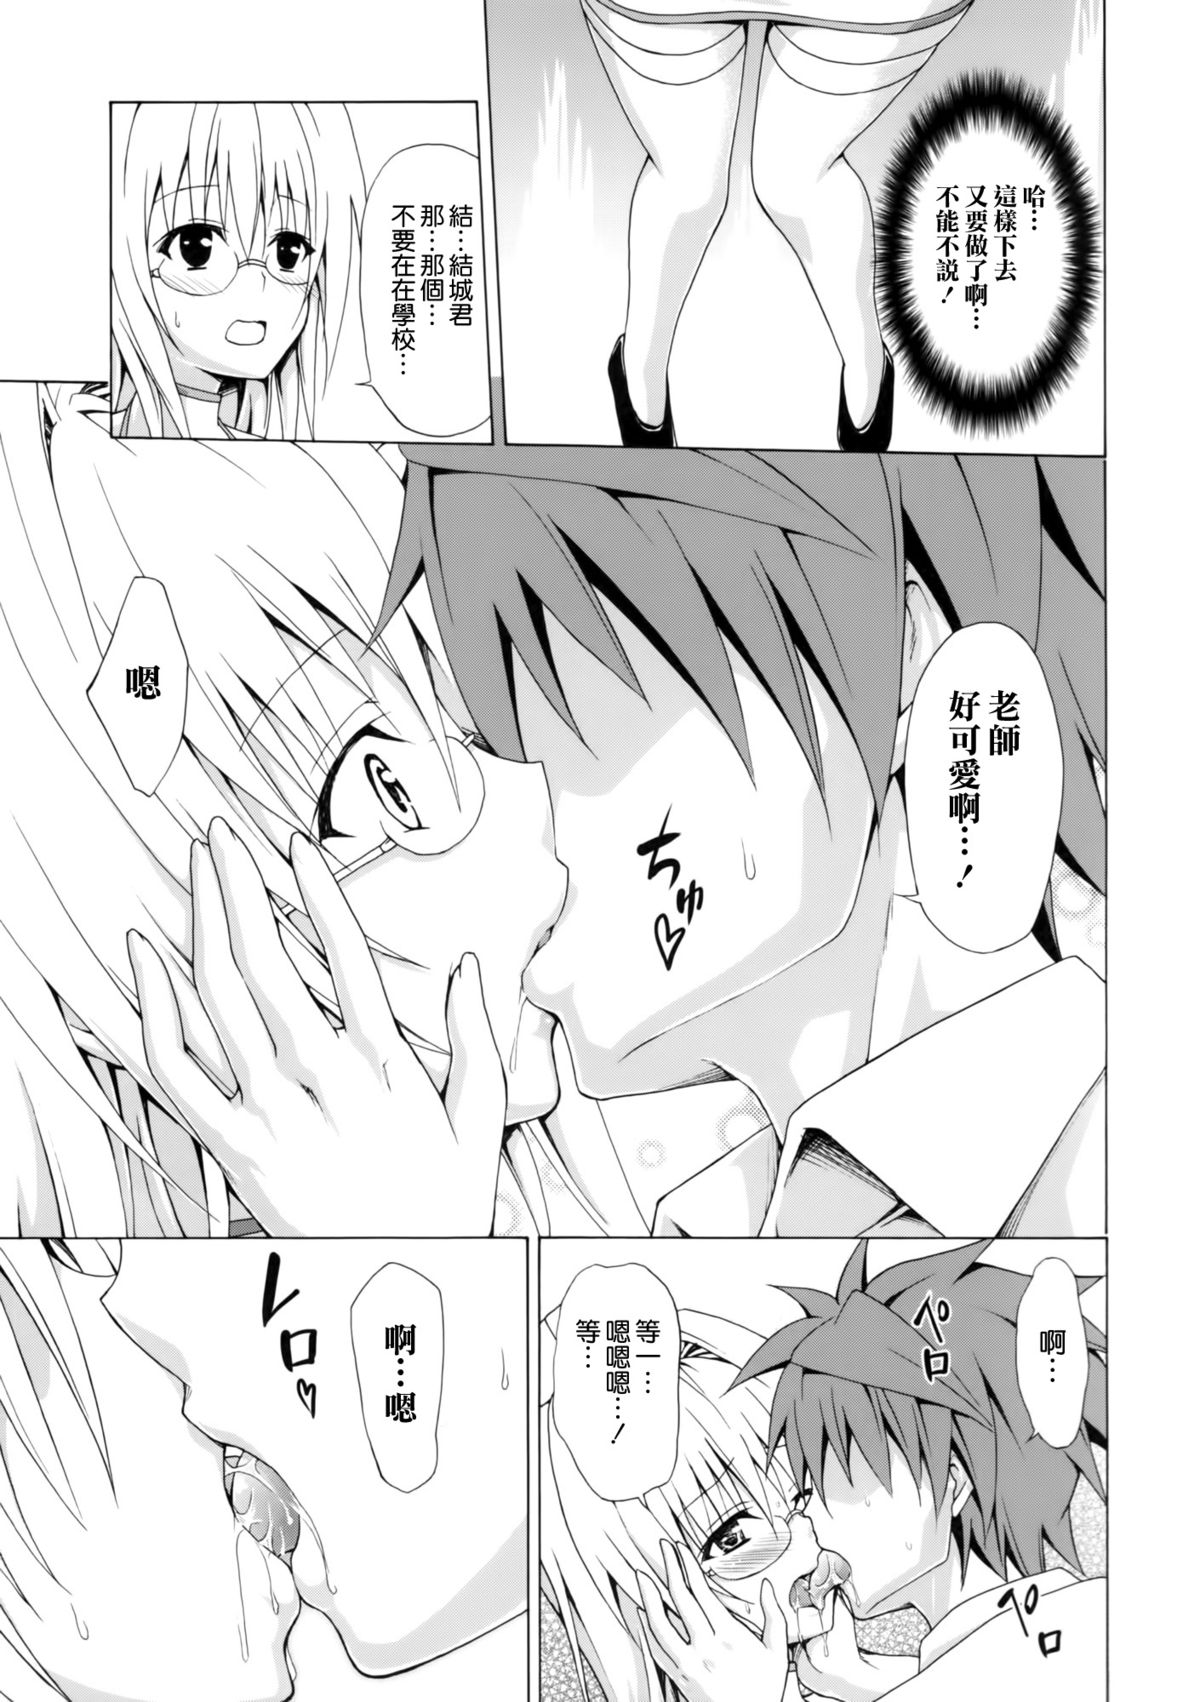 哈…
這樣下去
又要做了啊…
不能不説！
結…結城君
那…那個…
不要在在學校…
老師
好可愛啊…！
ちゅ♡
嗯
啊…
ペロ
等一…
嗯嗯嗯…！
等…
ペロ
レロ♡
啊…嗯